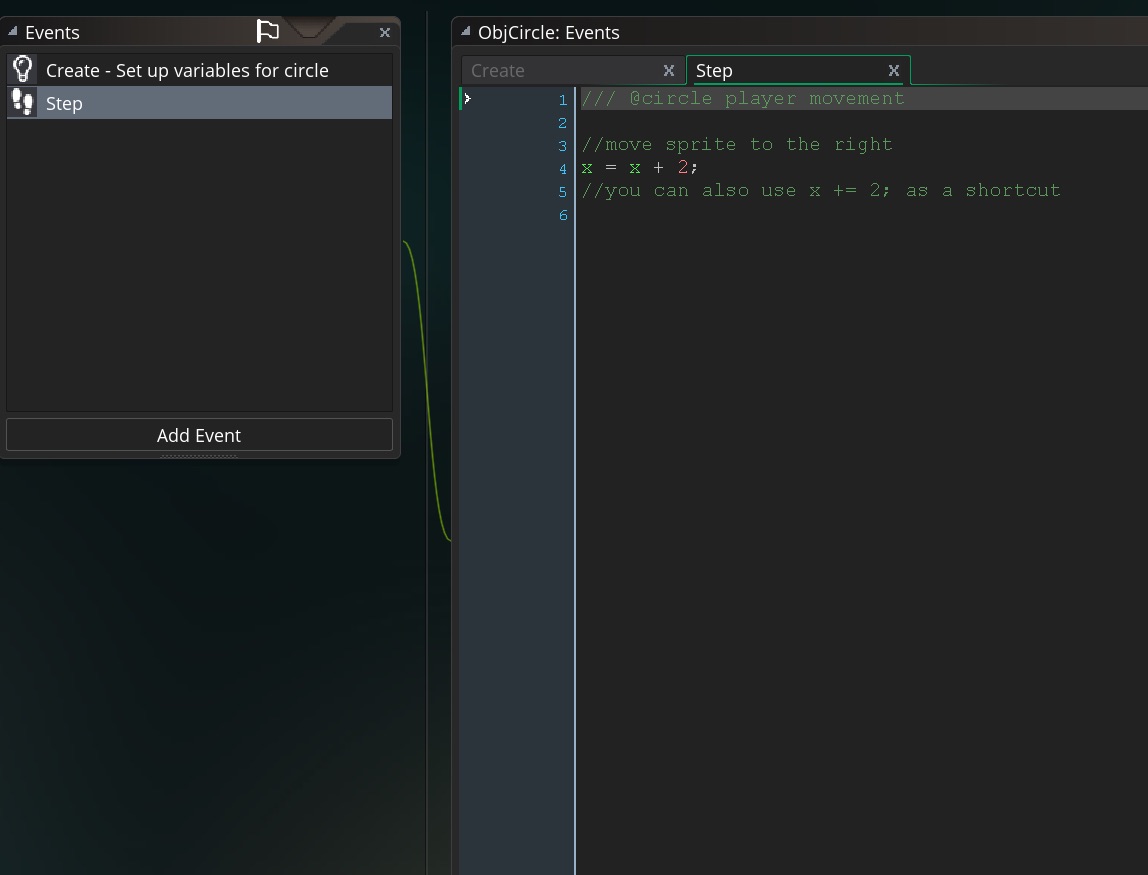 Events
Create - Set up variables for circle
Step
Add Event
ObjCircle: Events
Create X Step X
1 /// @circle player movement
2
3 //move sprite to the right
4 x = x + 2;
5 //you can also use x += 2; as a shortcut
6